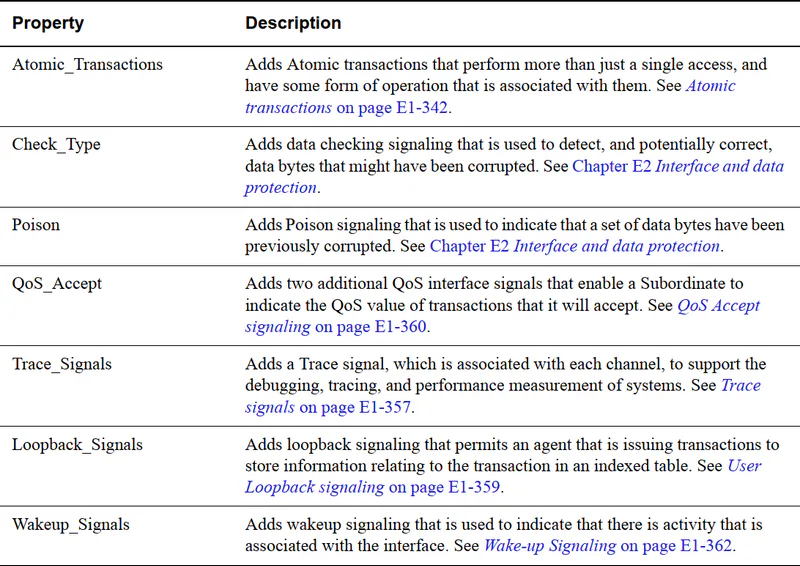 Property Description
Atomic_Transactions Adds Atomic transactions that perform more than just a single access, and
have some form of operation that is associated with them. See Atomic
transactions on page E1-342.
Check_Type Adds data checking signaling that is used to detect, and potentially correct,
data bytes that might have been corrupted. See Chapter E2 Interface and data
protection.
Poison Adds Poison signaling that is used to indicate that a set of data bytes have been
previously corrupted. See Chapter E2 Interface and data protection.
QoS_Accept Adds two additional QoS interface signals that enable a Subordinate to
indicate the QoS value of transactions that it will accept. See QoS Accept
signaling on page E1-360.
Trace_Signals Adds a Trace signal, which is associated with each channel, to support the
debugging, tracing, and performance measurement of systems. See Trace
signals on page E1-357.
Loopback_Signals Adds loopback signaling that permits an agent that is issuing transactions to
store information relating to the transaction in an indexed table. See User
Loopback signaling on page E1-359.
Wakeup_Signals Adds wakeup signaling that is used to indicate that there is activity that is
associated with the interface. See Wake-up Signaling on page E1-362.